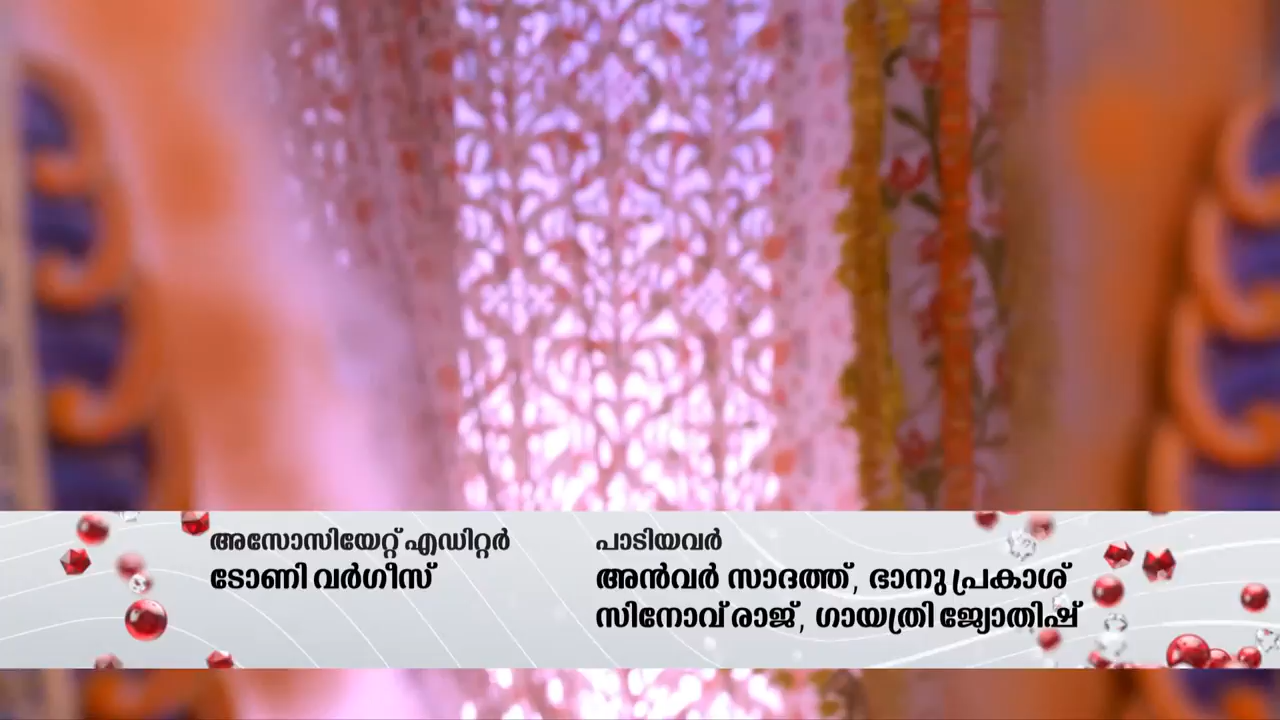 അസോസിയേറ്റ് എഡിറ്റർ
ടോണി വർഗീസ്
പാടിയവർ
അൻവർ സാദത്ത്, ഭാനു പ്രകാശ്
സിനോവ് രാജ്, ഗായത്രി ജ്യോതിഷ്